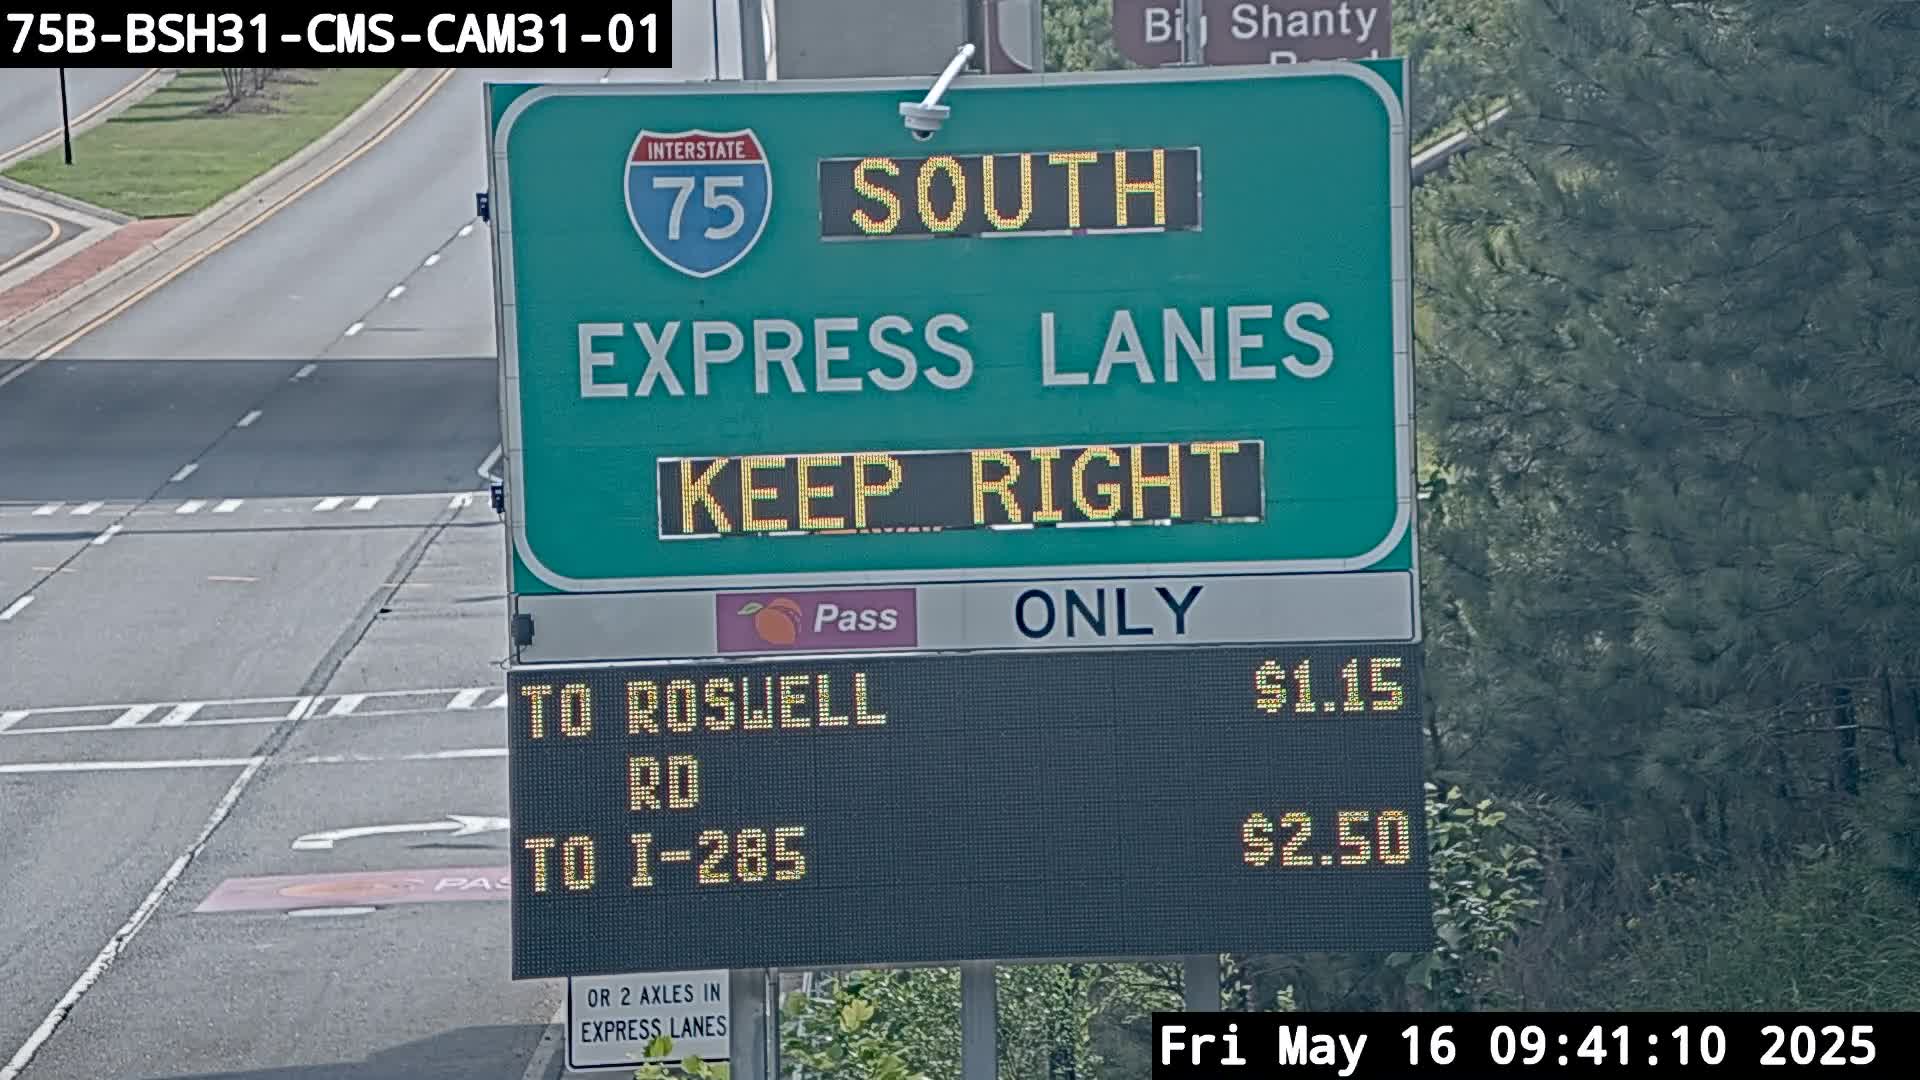 75B-BSH31-CMS-CAM31-01
Big Shanty
INTERSTATE
75
SOUTH
EXPRESS LANES
KEEP RIGHT
Pass ONLY
TO ROSWELL $1.15
RD
TO I-285 $2.50
OR 2 AXLES IN
EXPRESS LANES
Fri May 16 09:41:10 2025